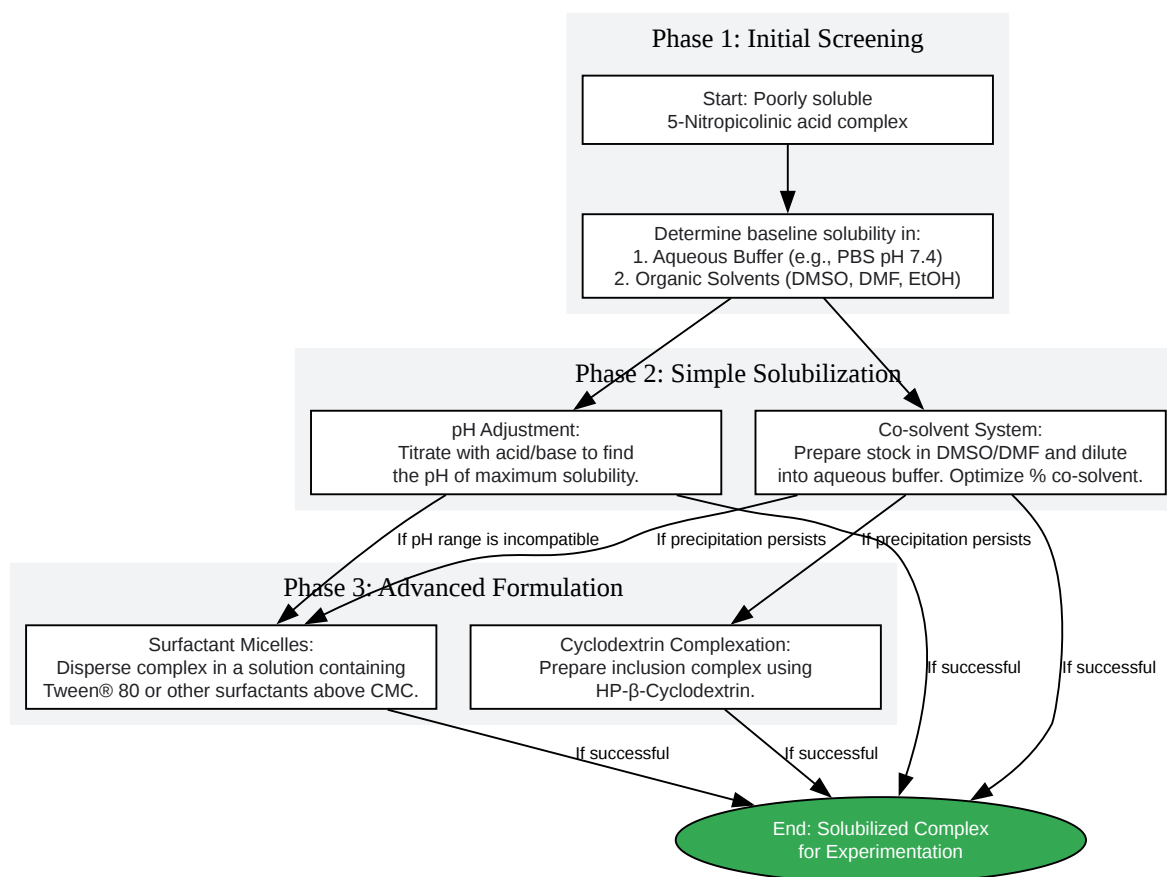 Phase 1: Initial Screening
Start: Poorly soluble
5-Nitropicolinic acid complex
Determine baseline solubility in:
1. Aqueous Buffer (e.g., PBS pH 7.4)
2. Organic Solvents (DMSO, DMF, EtOH)
Phase 2: Simple Solubilization
pH Adjustment:
Titrate with acid/base to find
the pH of maximum solubility.
Co-solvent System:
Prepare stock in DMSO/DMF and dilute
into aqueous buffer. Optimize % co-solvent.
If pH range is incompatible
If precipitation persists
If precipitation persists
Phase 3: Advanced Formulation
Surfactant Micelles:
Disperse complex in a solution containing
Tween® 80 or other surfactants above CMC.
Cyclodextrin Complexation:
Prepare inclusion complex using
HP-β-Cyclodextrin.
If successful
If successful
If successful
If successful
End: Solubilized Complex
for Experimentation